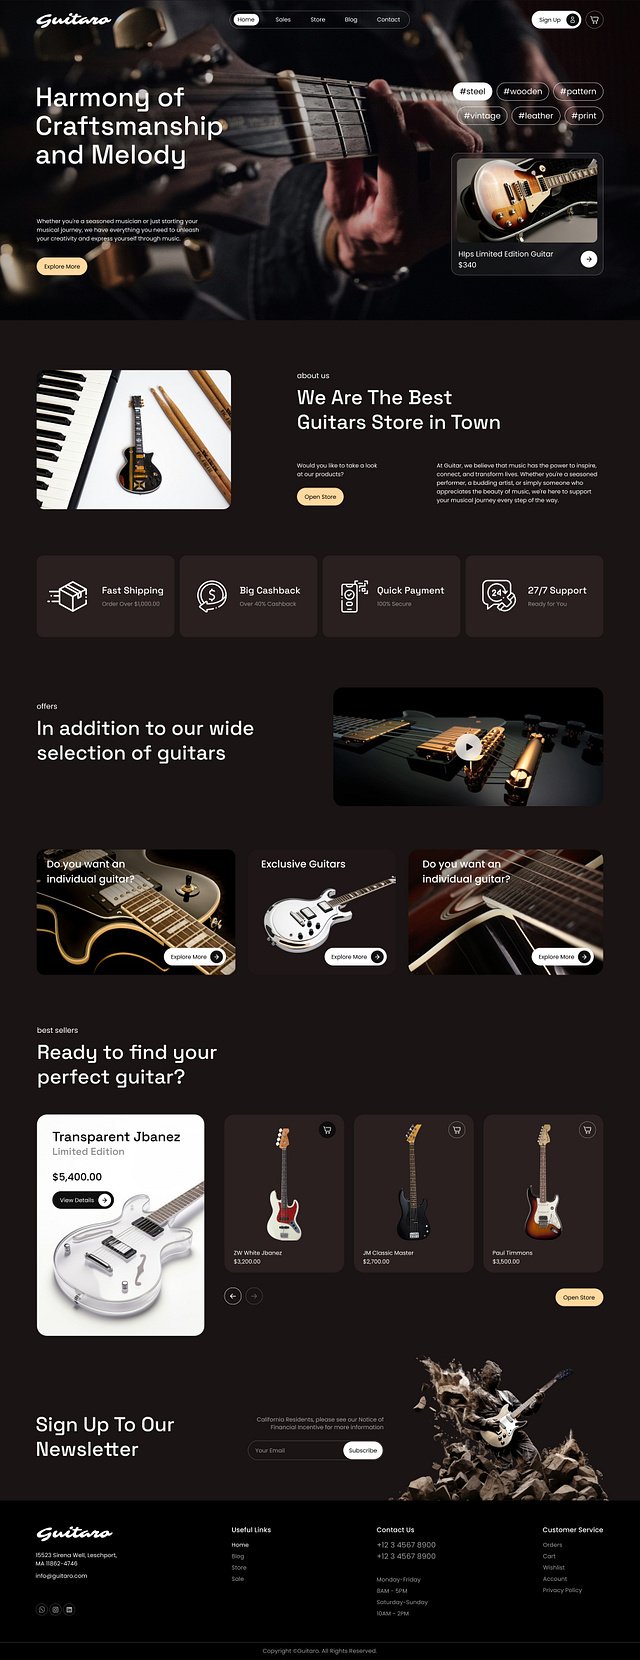 Guitaro
Home
Sales
Store
Blog
Contact
Sign Up
Harmony of
Craftsmanship
and Melody
#steel
#wooden
#pattern
#vintage
#leather
#print
Whether you're a seasoned musician or just starting your
musical journey, we have everything you need to unleash
your creativity and express yourself through music.
Explore More
Hips Limited Edition Guitar
$340
about us
We Are The Best
Guitars Store in Town
Would you like to take a look
at our products?
Open Store
At Guitar, we believe that music has the power to inspire,
connect, and transform lives. Whether you're a seasoned
performer, a budding artist, or simply someone who
appreciates the beauty of music, we're here to support
your musical journey every step of the way.
Fast Shipping
Order Over $1,000.00
Big Cashback
Over 40% Cashback
Quick Payment
100% Secure
24
27/7 Support
Ready for You
offers
In addition to our wide
selection of guitars
Do you want an
individual guitar?
Explore More
Exclusive Guitars
Explore More
Do you want an
individual guitar?
Explore More
best sellers
Ready to find your
perfect guitar?
Transparent Jbanez
Limited Edition
$5,400.00
View Details
ZW White Jbanez
$3,200.00
JM Classic Master
$2,700.00
Paul Timmons
$3,500.00
Open Store
Sign Up To Our
Newsletter
California Residents, please see our Notice of
Financial Incentive for more information
Your Email
Subscribe
Guitaro
15523 Sirena Well, Leschport,
MA 11862-4746
info@guitaro.com
Useful Links
Home
Blog
Store
Sale
Contact Us
+12 3 4567 8900
+12 3 4567 8900
Monday-Friday
8AM - 5PM
Saturday-Sunday
10AM - 2PM
Customer Service
Orders
Cart
Wishlist
Account
Privacy Policy
Copyright ©Guitaro. All Rights Reserved.